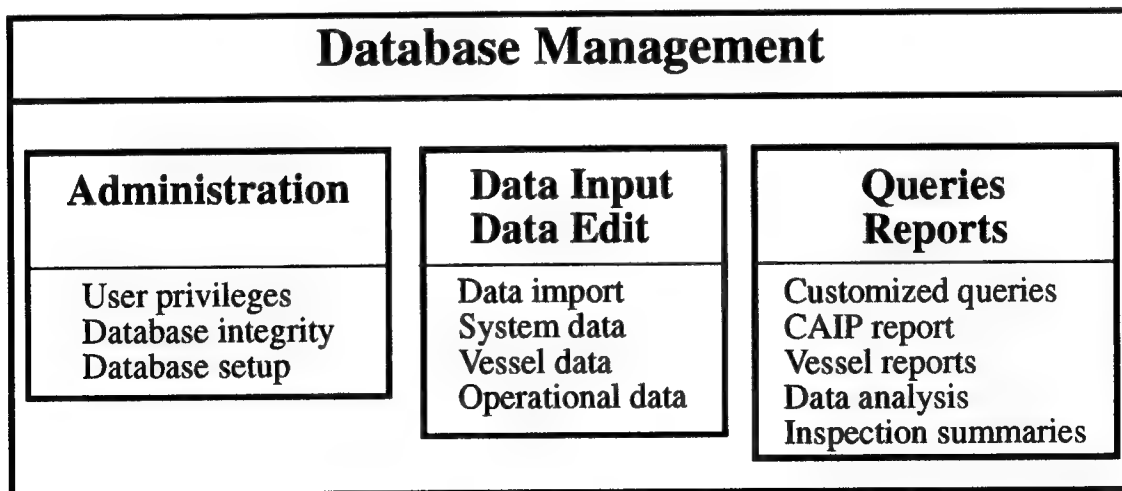 Database Management
Administration
User privileges
Database integrity
Database setup
Data Input
Data Edit
Data import
System data
Vessel data
Operational data
Queries
Reports
Customized queries
CAIP report
Vessel reports
Data analysis
Inspection summaries